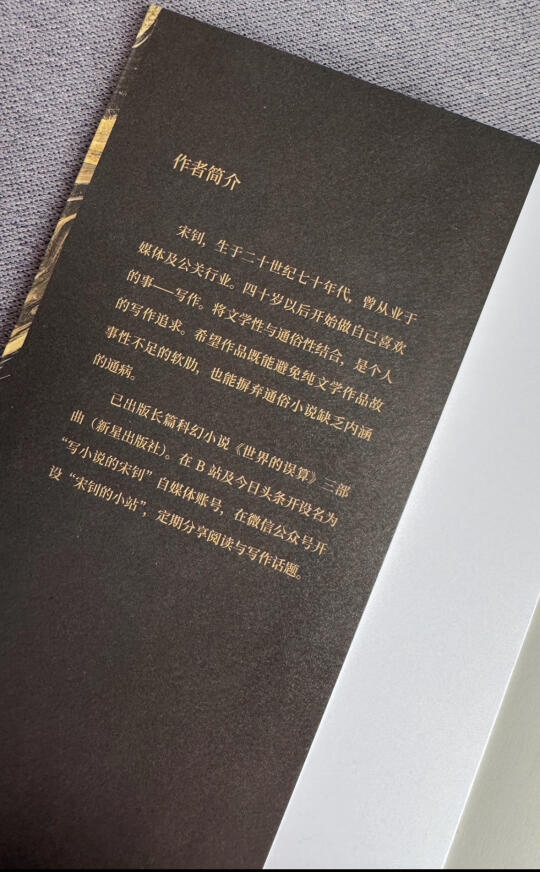 作者简介
宋钊，生于二十世纪七十年代，曾从业于
媒体及公关行业。四十岁以后开始做自己喜欢
的事——写作。将文学性与通俗性结合，是个人
的写作追求。希望作品既能避免纯文学作品故
事性不足的软肋，也能摒弃通俗小说缺乏内涵
的通病。
已出版长篇科幻小说《世界的误算》三部
曲（新星出版社）。在 B 站及今日头条开设名为
“写小说的宋钊”自媒体账号，在微信公众号开
设“宋钊的小站”，定期分享阅读与写作话题。